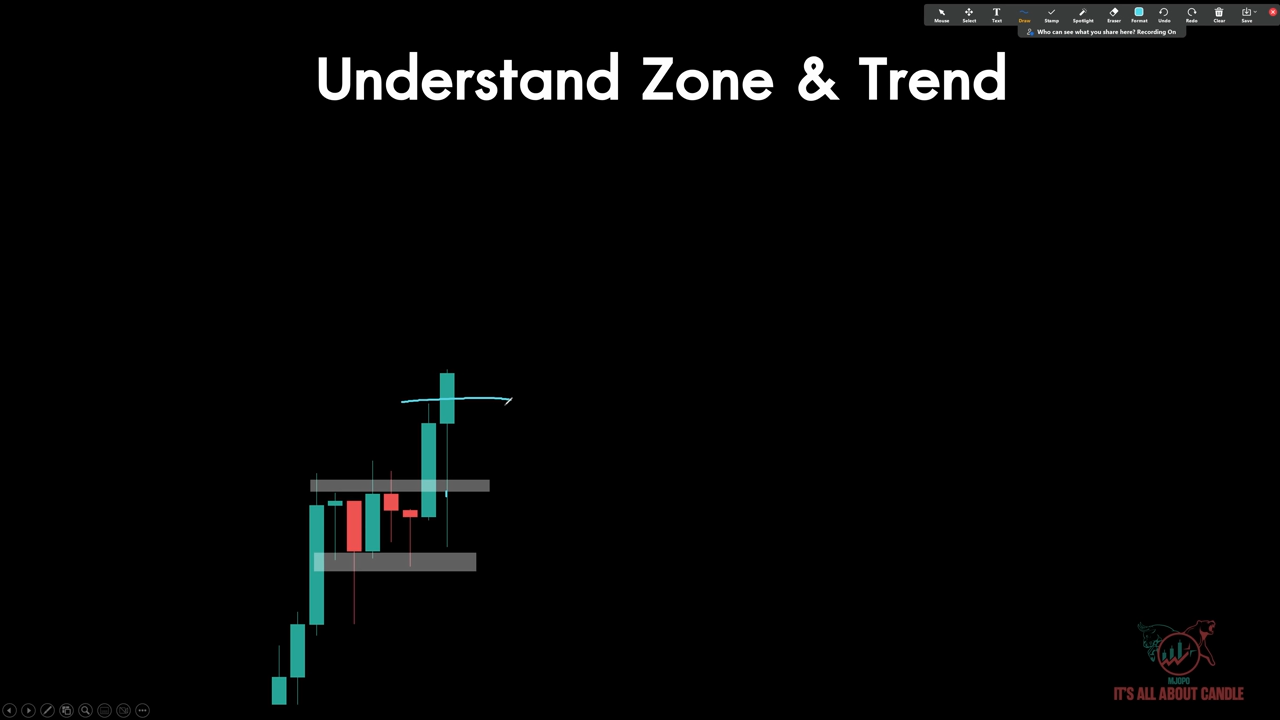 Mouse Select Text Draw Stamp Spotlight Eraser Format Undo Redo Clear Save
Who can see what you share here? Recording On
Understand Zone & Trend
MJOPO
IT'S ALL ABOUT CANDLE